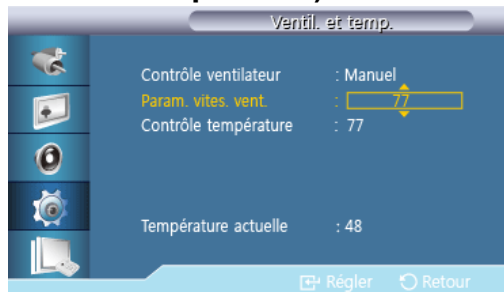 Ventil. et temp.
Contrôle ventilateur : Manuel
Param. vites. vent. : 77
Contrôle température : 77
Température actuelle : 48
Régler Retour